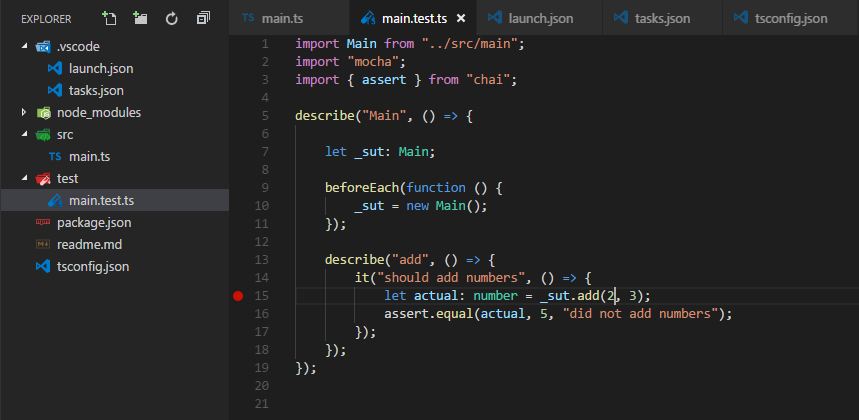 EXPLORER
.vscode
launch.json
tasks.json
node_modules
src
TS main.ts
test
main.test.ts
package.json
readme.md
tsconfig.json
TS main.ts main.test.ts launch.json tasks.json tsconfig.json
1 import Main from "../src/main";
2 import "mocha";
3 import { assert } from "chai";
4
5 describe("Main", () => {
6
7 let _sut: Main;
8
9 beforeEach(function () {
10 _sut = new Main();
11 });
12
13 describe("add", () => {
14 it("should add numbers", () => {
15 let actual: number = _sut.add(2, 3);
16 assert.equal(actual, 5, "did not add numbers");
17 });
18 });
19 });
20
21